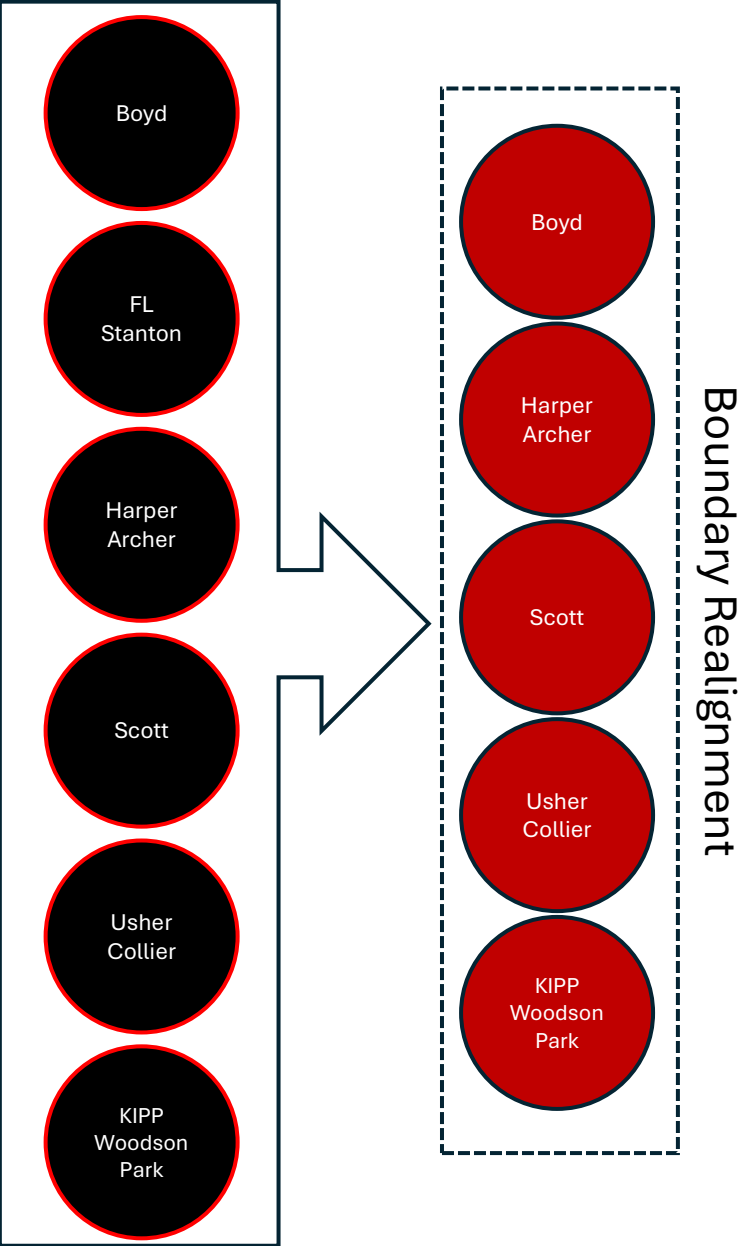 Boyd
FL
Stanton
Harper
Archer
Scott
Usher
Collier
KIPP
Woodson
Park
Boyd
Harper
Archer
Scott
Usher
Collier
KIPP
Woodson
Park
Boundary Realignment